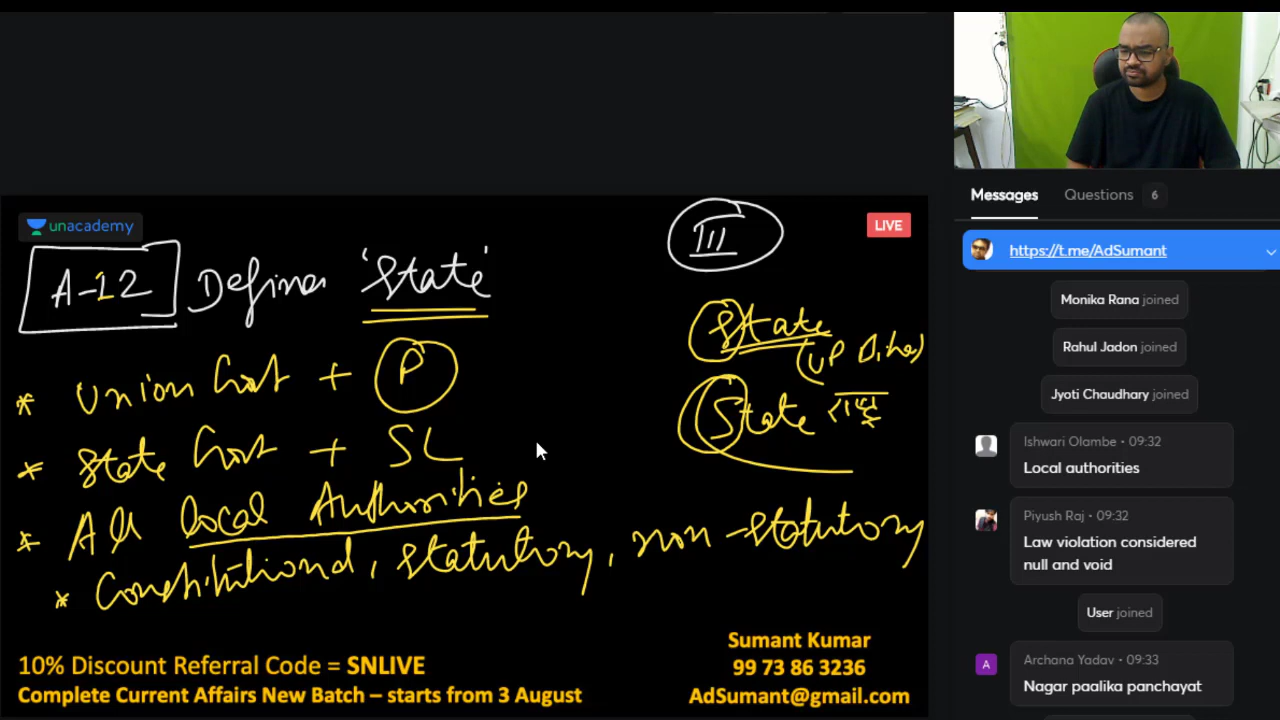 unacademy
LIVE
III
A-12 Defines 'State'
State
(UP Bihar)
* Union Govt + P
State राष्ट्र
* State Govt + SL
* All Local Authorities
* Constitutional, statutory, non-statutory
10% Discount Referral Code = SNLIVE
Complete Current Affairs New Batch – starts from 3 August
Sumant Kumar
99 73 86 3236
AdSumant@gmail.com
Messages Questions 6
https://t.me/AdSumant
Monika Rana joined
Rahul Jadon joined
Jyoti Chaudhary joined
Ishwari Olambe • 09:32
Local authorities
Piyush Raj • 09:32
Law violation considered
null and void
User joined
A
Archana Yadav • 09:33
Nagar paalika panchayat